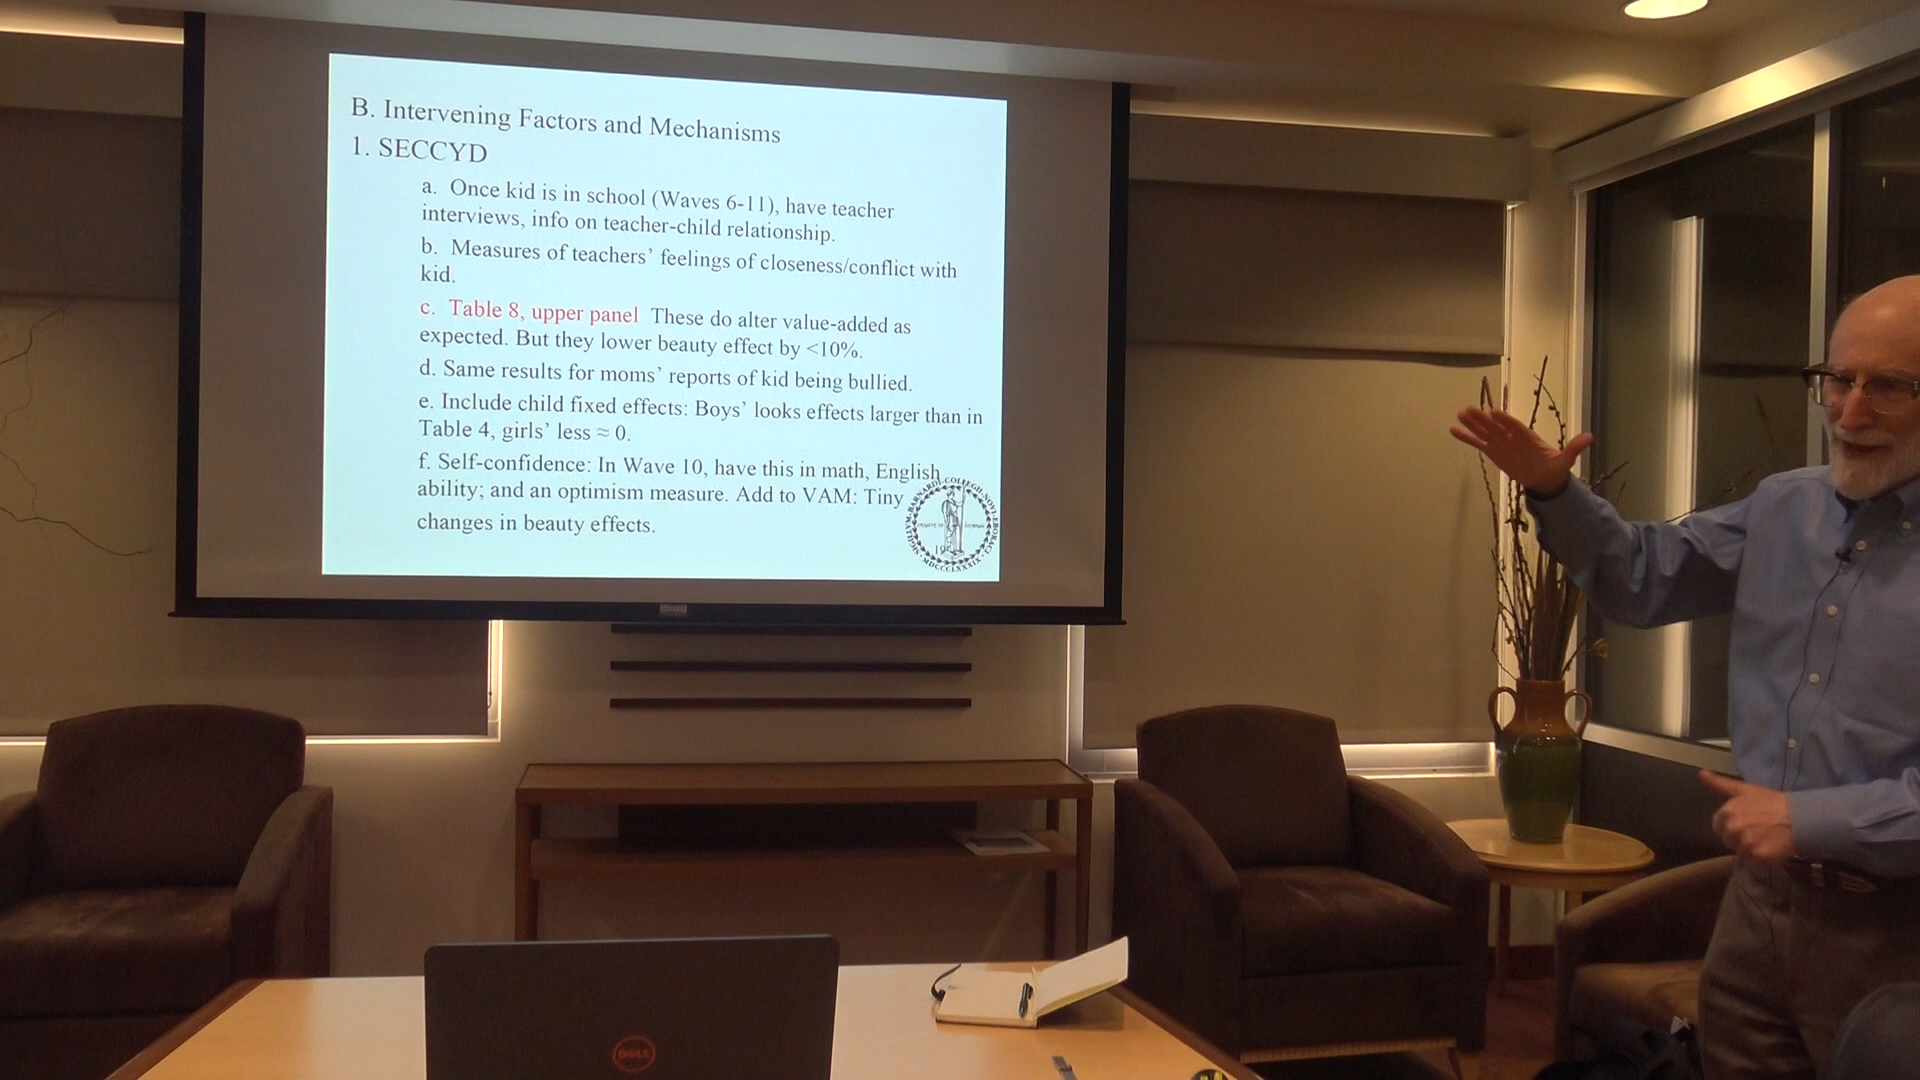 B. Intervening Factors and Mechanisms
1. SECCYD
a. Once kid is in school (Waves 6-11), have teacher
interviews, info on teacher-child relationship.
b. Measures of teachers’ feelings of closeness/conflict with
kid.
c. Table 8, upper panel These do alter value-added as
expected. But they lower beauty effect by <10%.
d. Same results for moms’ reports of kid being bullied.
e. Include child fixed effects: Boys’ looks effects larger than in
Table 4, girls’ less ≈ 0.
f. Self-confidence: In Wave 10, have this in math, English
ability; and an optimism measure. Add to VAM: Tiny
changes in beauty effects.
MDCCCLXXXIX
DELL